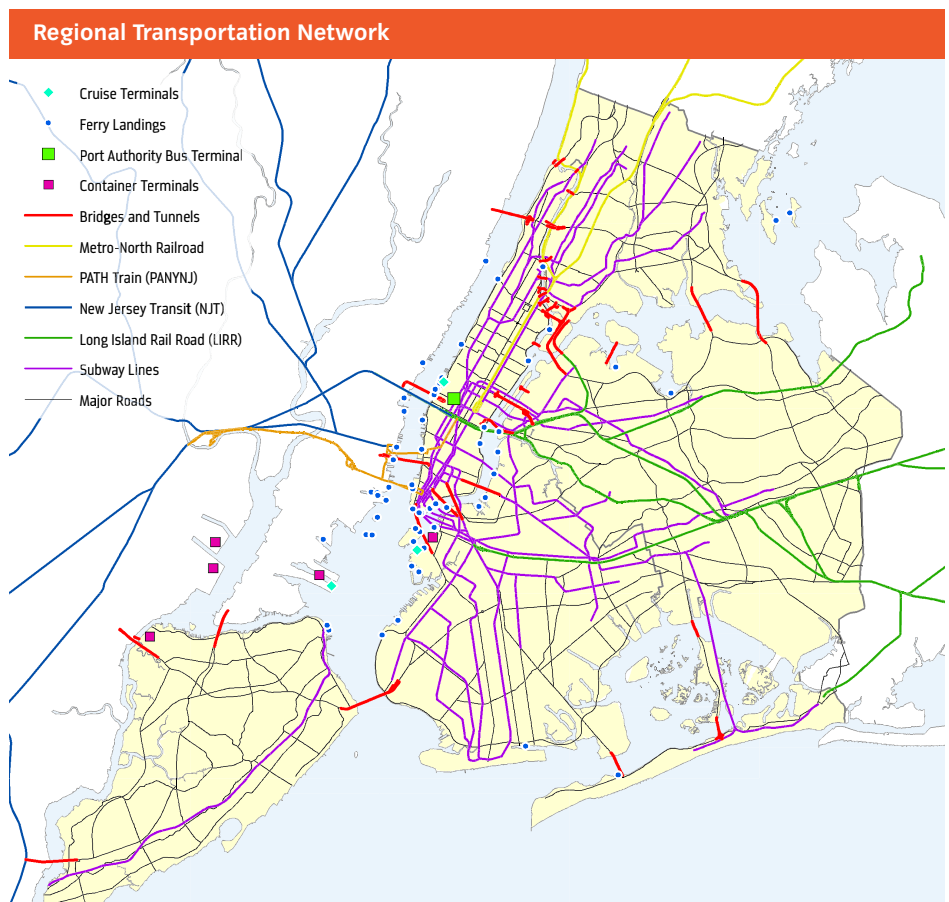 Regional Transportation Network
Cruise Terminals
Ferry Landings
Port Authority Bus Terminal
Container Terminals
Bridges and Tunnels
Metro-North Railroad
PATH Train (PANYNJ)
New Jersey Transit (NJT)
Long Island Rail Road (LIRR)
Subway Lines
Major Roads